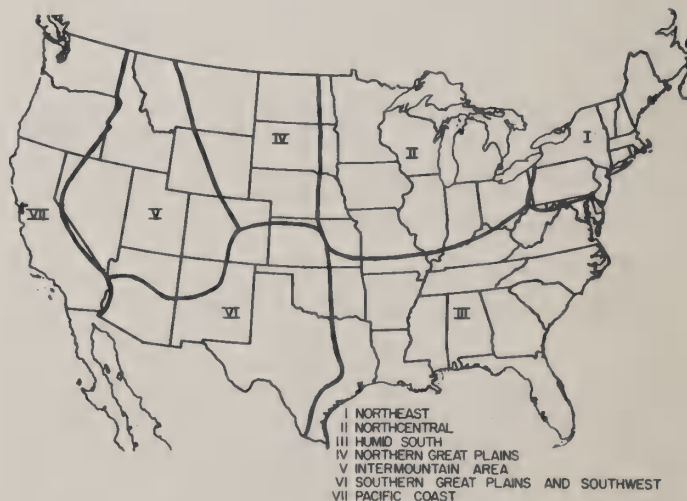 I
IV
II
V
VII
VI
III
I NORTHEAST
II NORTHCENTRAL
III HUMID SOUTH
IV NORTHERN GREAT PLAINS
V INTERMOUNTAIN AREA
VI SOUTHERN GREAT PLAINS AND SOUTHWEST
VII PACIFIC COAST